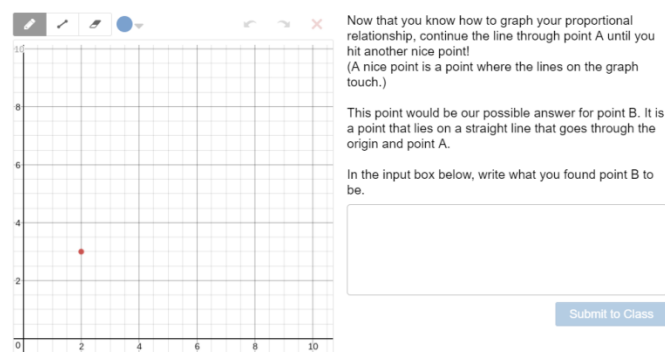 Now that you know how to graph your proportional
relationship, continue the line through point A until you
hit another nice point!
(A nice point is a point where the lines on the graph
touch.)
This point would be our possible answer for point B. It is
a point that lies on a straight line that goes through the
origin and point A.
In the input box below, write what you found point B to
be.
Submit to Class
10
8
6
4
2
0 2 4 6 8 10